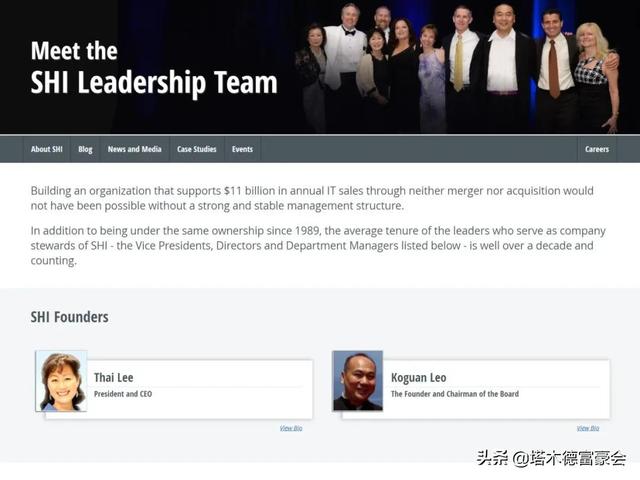 Meet the
SHI Leadership Team
About SHI Blog News and Media Case Studies Events Careers
Building an organization that supports $11 billion in annual IT sales through neither merger nor acquisition would
not have been possible without a strong and stable management structure.
In addition to being under the same ownership since 1989, the average tenure of the leaders who serve as company
stewards of SHI - the Vice Presidents, Directors and Department Managers listed below - is well over a decade and
counting.
SHI Founders
Thai Lee
President and CEO
View Bio
Koguan Leo
The Founder and Chairman of the Board
View Bio
头条 @塔木德富豪会